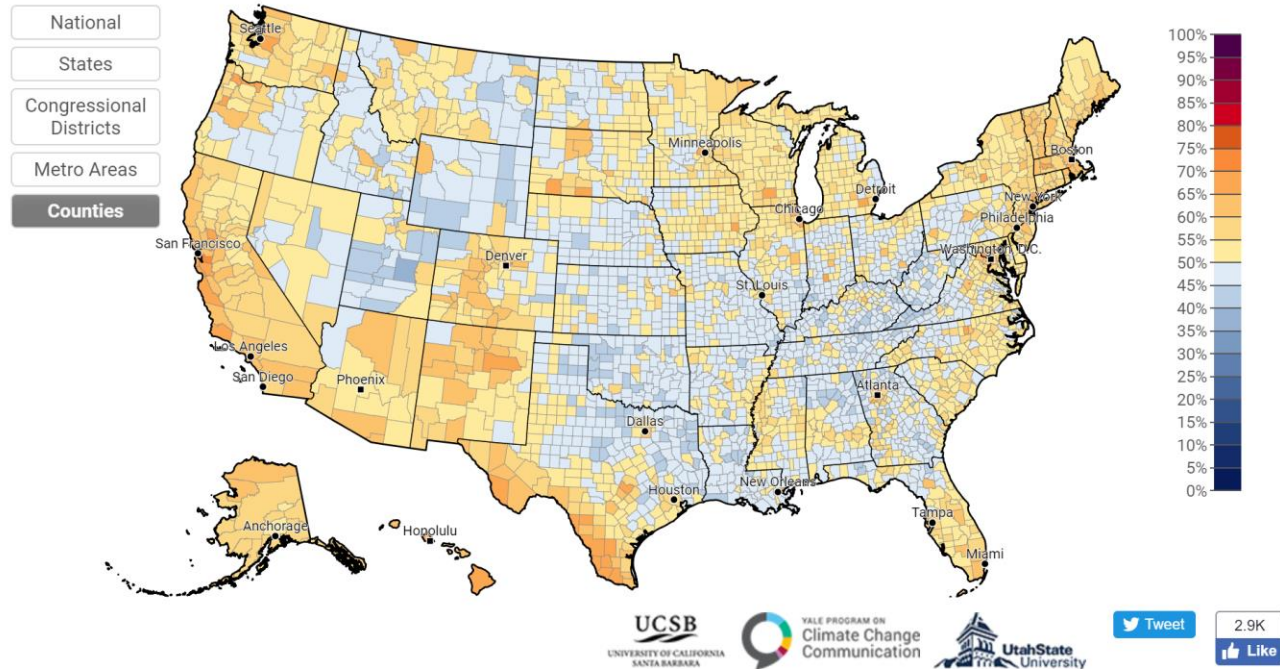 National
States
Congressional
Districts
Metro Areas
Counties
Seattle
Minneapolis
Boston
Detroit
New York
Chicago
Philadelphia
San Francisco
Denver
Washington, D.C.
St. Louis
Los Angeles
San Diego
Phoenix
Atlanta
Dallas
Houston
New Orleans
Tampa
Anchorage
Honolulu
Miami
100%
95%
90%
85%
80%
75%
70%
65%
60%
55%
50%
45%
40%
35%
30%
25%
20%
15%
10%
5%
0%
UCSB
UNIVERSITY OF CALIFORNIA
SANTA BARBARA
YALE PROGRAM ON
Climate Change
Communication
UtahState
University
Tweet
2.9K
Like